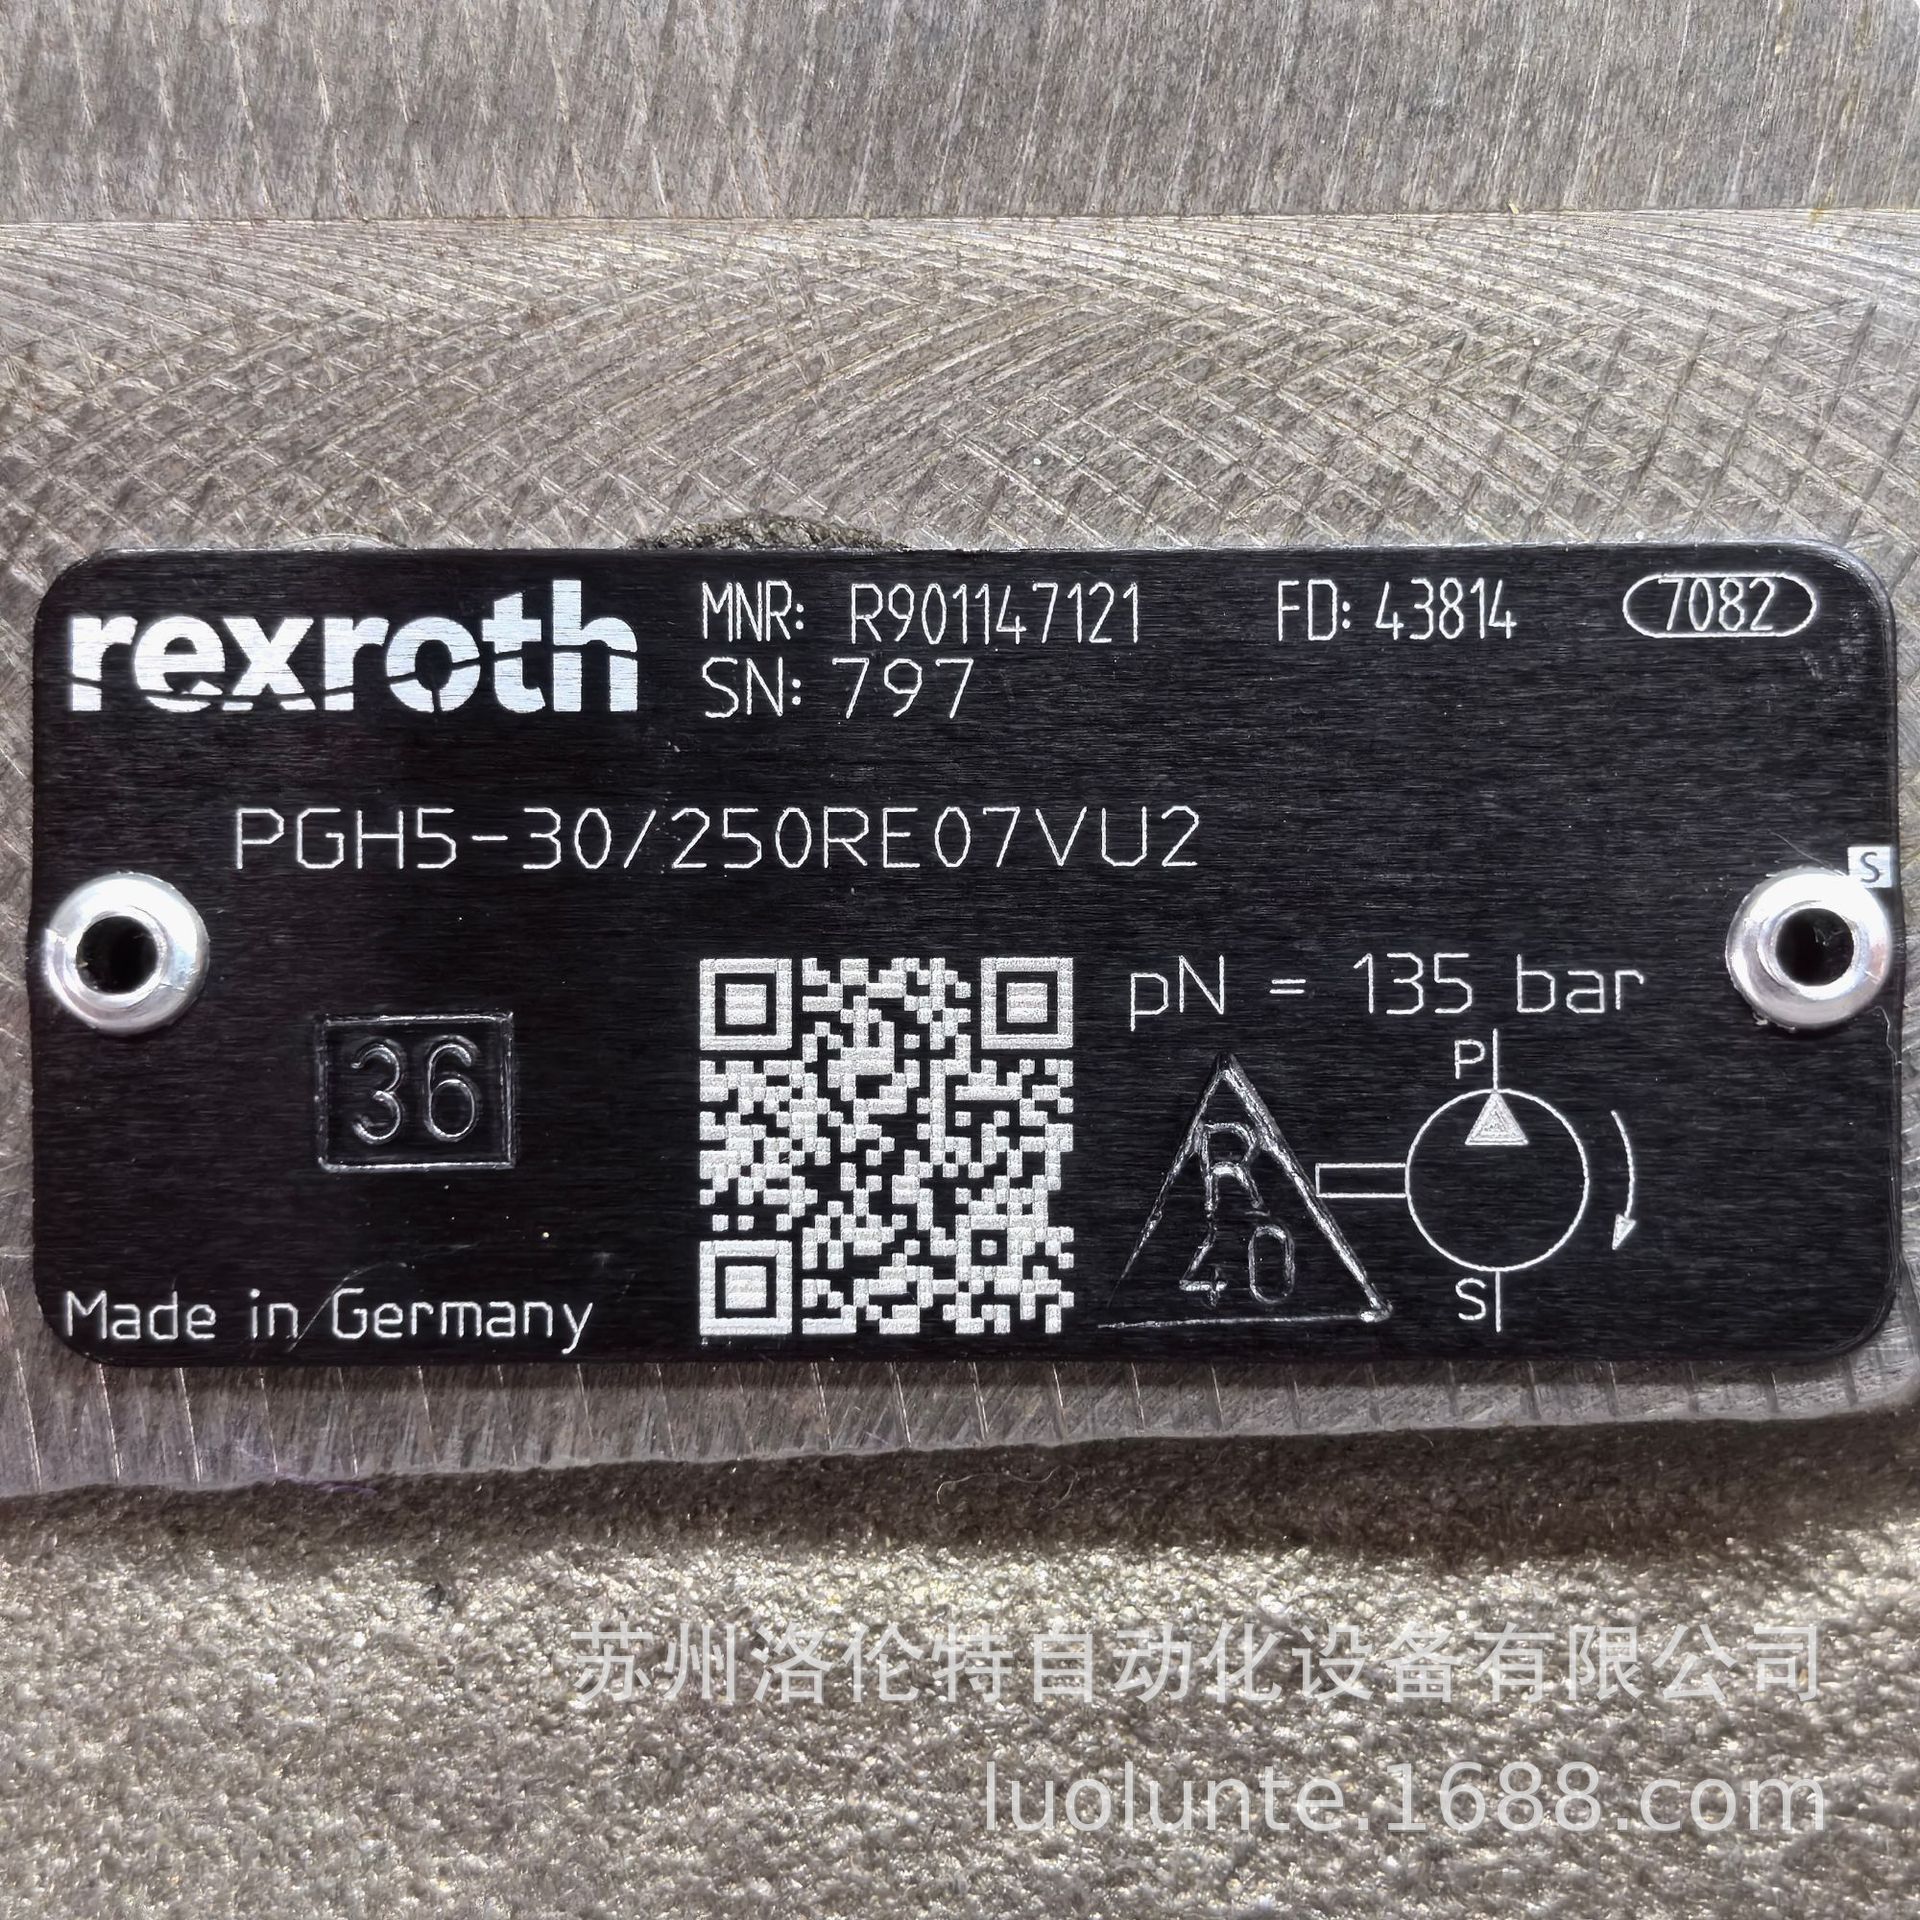 rexroth MNR: R901147121 FD: 43814 7082
SN: 797
PGH5-30/250RE07VU2
S
pN = 135 bar
P
36
R
40
S
Made in Germany
苏州洛伦特自动化设备有限公司
luolunte.1688.com